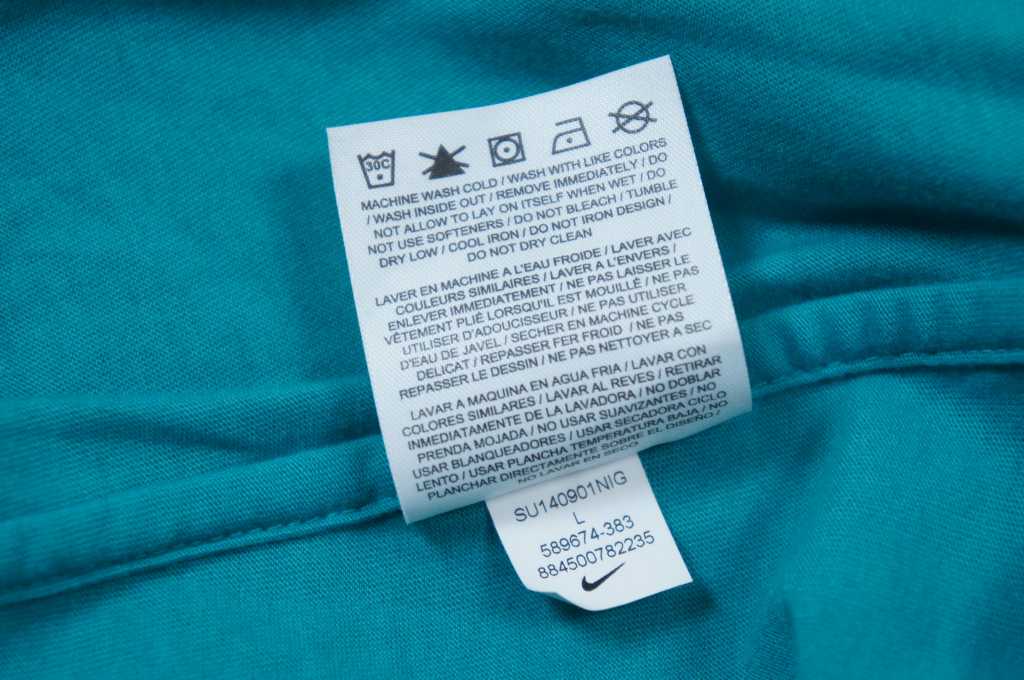 30C
MACHINE WASH COLD / WASH WITH LIKE COLORS
/ WASH INSIDE OUT / REMOVE IMMEDIATELY / DO
NOT ALLOW TO LAY ON ITSELF WHEN WET / DO
NOT USE SOFTENERS / DO NOT BLEACH / TUMBLE
DRY LOW / COOL IRON / DO NOT IRON DESIGN /
DO NOT DRY CLEAN
LAVER EN MACHINE A L'EAU FROIDE / LAVER AVEC
COULEURS SIMILAIRES / LAVER A L'ENVERS /
ENLEVER IMMEDIATEMENT / NE PAS LAISSER LE
VÊTEMENT PLIÉ LORSQU'IL EST MOUILLÉ / NE PAS
UTILISER D'ADOUCISSEUR / NE PAS UTILISER
D'EAU DE JAVEL / SECHER EN MACHINE CYCLE
DELICAT / REPASSER FER FROID / NE PAS
REPASSER LE DESSIN / NE PAS NETTOYER A SEC
LAVAR A MAQUINA EN AGUA FRIA / LAVAR CON
COLORES SIMILARES / LAVAR AL REVES / RETIRAR
INMEDIATAMENTE DE LA LAVADORA / NO DOBLAR
PRENDA MOJADA / NO USAR SUAVIZANTES / NO
USAR BLANQUEADORES / USAR SECADORA CICLO
LENTO / USAR PLANCHA TEMPERATURA BAJA / NO
PLANCHAR DIRECTAMENTE SOBRE EL DISEÑO /
NO LAVAR EN SECO
SU140901NIG
L
589674-383
884500782235